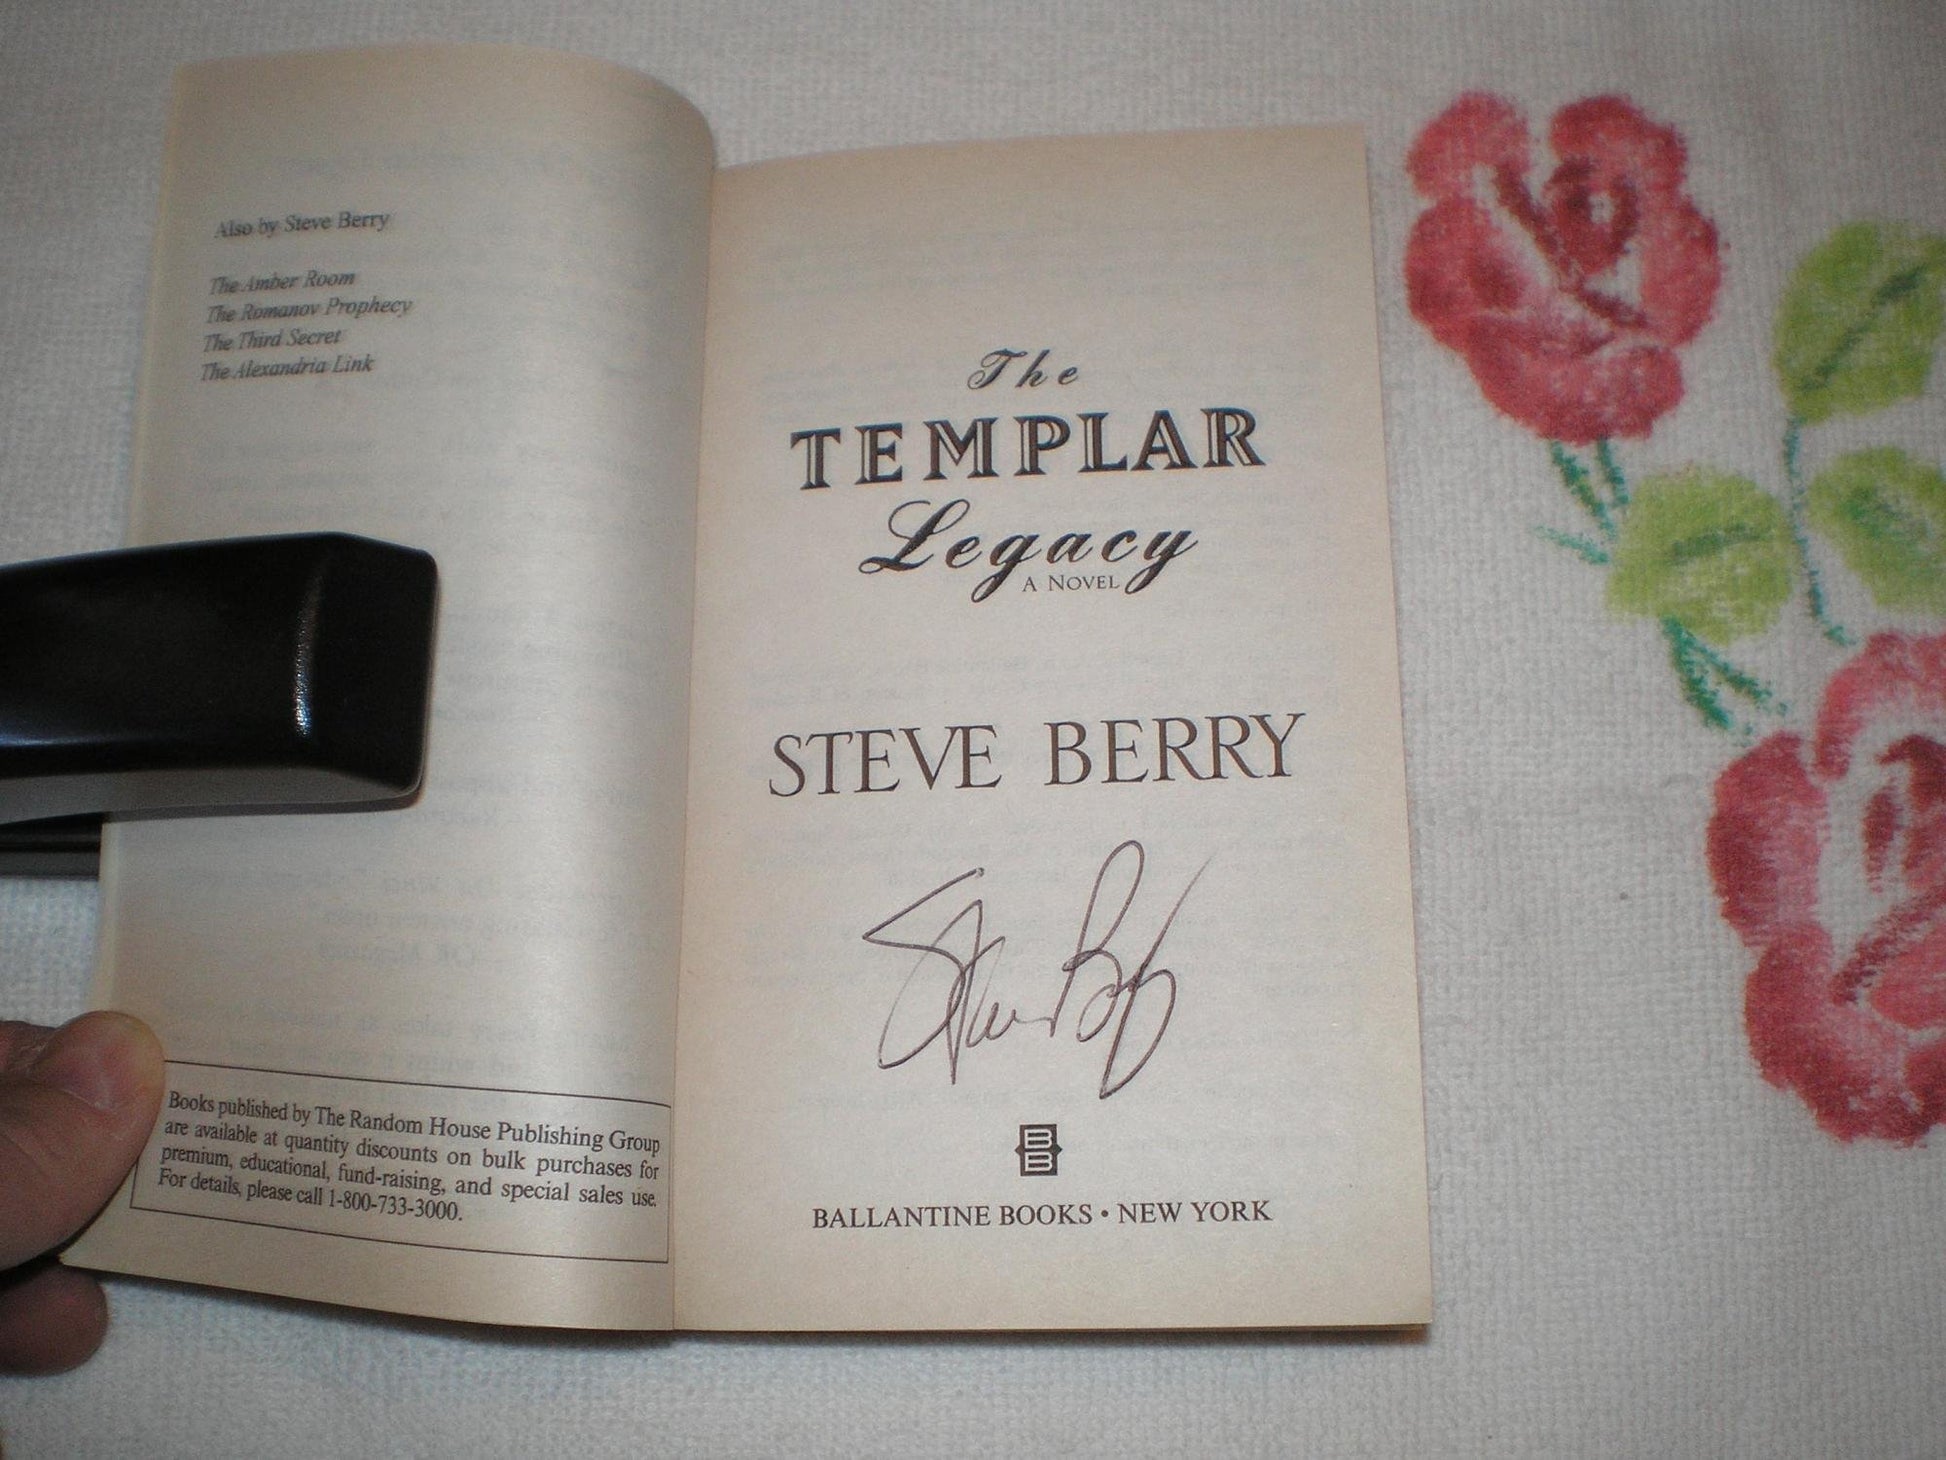 Also by Steve Berry
The Amber Room
The Romanov Prophecy
The Third Secret
The Alexandria Link
Books published by The Random House Publishing Group
are available at quantity discounts on bulk purchases for
premium, educational, fund-raising, and special sales use.
For details, please call 1-800-733-3000.
The
TEMPLAR
Legacy
A NOVEL
STEVE BERRY
Steve Berry
BB
BALLANTINE BOOKS • NEW YORK